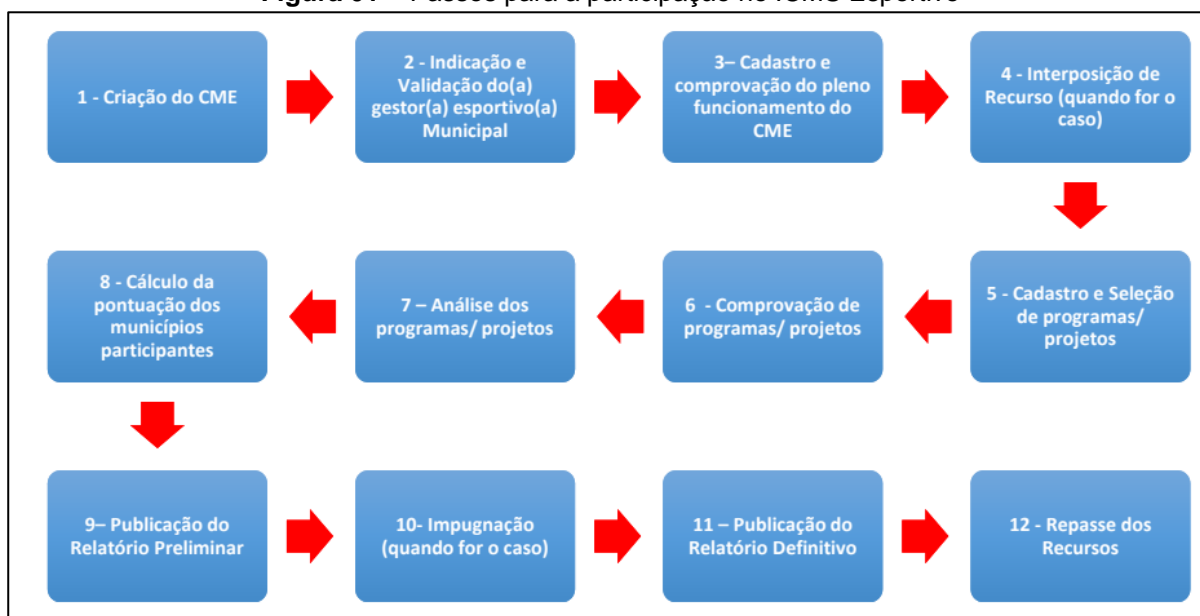 1 - Criação do CME
2 - Indicação e
Validação do(a)
gestor(a) esportivo(a)
Municipal
3– Cadastro e
comprovação do pleno
funcionamento do
CME
4 - Interposição de
Recurso (quando for o
caso)
5 - Cadastro e Seleção
de programas/
projetos
6 - Comprovação de
programas/ projetos
7 – Análise dos
programas/ projetos
8 - Cálculo da
pontuação dos
municípios
participantes
9– Publicação do
Relatório Preliminar
10- Impugnação
(quando for o caso)
11 – Publicação do
Relatório Definitivo
12 - Repasse dos
Recursos